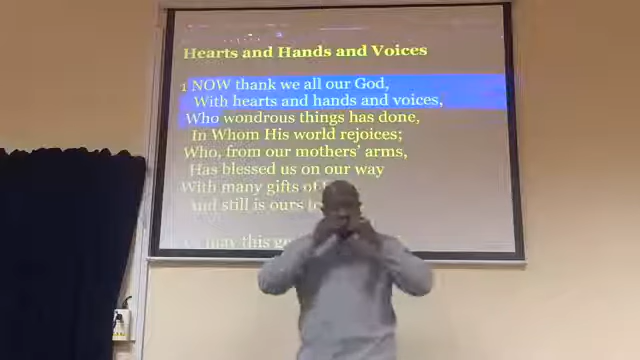 Hearts and Hands and Voices
1 NOW thank we all our God,
With hearts and hands and voices,
Who wondrous things has done,
In Whom His world rejoices;
Who, from our mothers' arms,
Has blessed us on our way
With many gifts of
And still is ours
may this